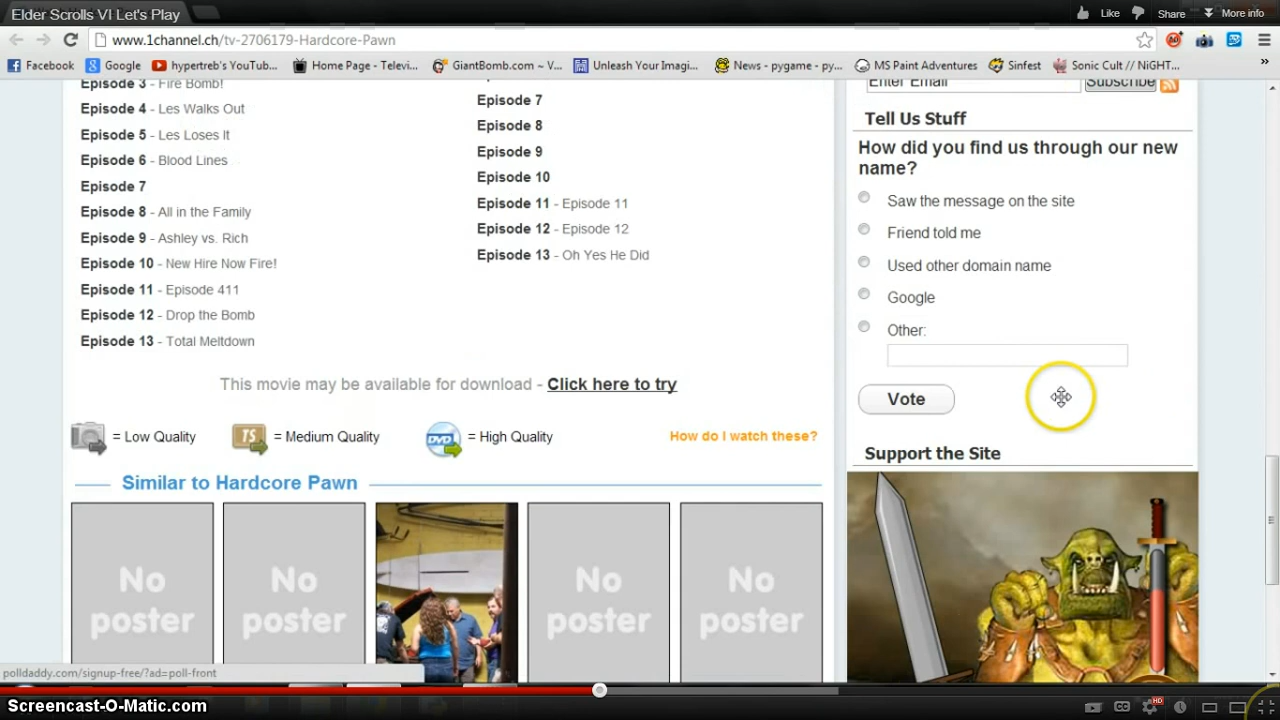 Elder Scrolls VI Let's Play
Like
Share
More info
www.1channel.ch/tv-2706179-Hardcore-Pawn
Facebook
Google
hypertreb's YouTub...
Home Page - Televi...
GiantBomb.com ~ V...
Unleash Your Imagi...
News - pygame - py...
MS Paint Adventures
Sinfest
Sonic Cult // NiGHT...
»
Episode 3 - Fire Bomb!
Episode 4 - Les Walks Out
Episode 5 - Les Loses It
Episode 6 - Blood Lines
Episode 7
Episode 8 - All in the Family
Episode 9 - Ashley vs. Rich
Episode 10 - New Hire Now Fire!
Episode 11 - Episode 411
Episode 12 - Drop the Bomb
Episode 13 - Total Meltdown
Episode 7
Episode 8
Episode 9
Episode 10
Episode 11 - Episode 11
Episode 12 - Episode 12
Episode 13 - Oh Yes He Did
This movie may be available for download - Click here to try
= Low Quality
TS
= Medium Quality
DVD
= High Quality
How do I watch these?
Similar to Hardcore Pawn
No
poster
No
poster
No
poster
No
poster
Enter Email
Subscribe
Tell Us Stuff
How did you find us through our new
name?
Saw the message on the site
Friend told me
Used other domain name
Google
Other:
Vote
Support the Site
polldaddy.com/signup-free/?ad=poll-front
Screencast-O-Matic.com
CC
HD